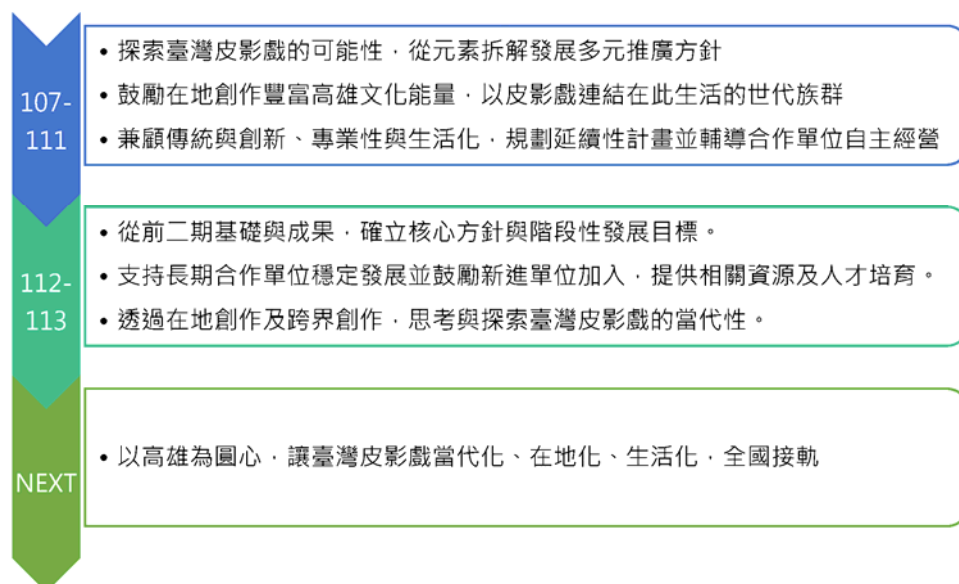 107-
111
• 探索臺灣皮影戲的可能性，從元素拆解發展多元推廣方針
• 鼓勵在地創作豐富高雄文化能量，以皮影戲連結在此生活的世代族群
• 兼顧傳統與創新、專業性與生活化，規劃延續性計畫並輔導合作單位自主經營
112-
113
• 從前二期基礎與成果，確立核心方針與階段性發展目標。
• 支持長期合作單位穩定發展並鼓勵新進單位加入，提供相關資源及人才培育。
• 透過在地創作及跨界創作，思考與探索臺灣皮影戲的當代性。
NEXT
• 以高雄為圓心，讓臺灣皮影戲當代化、在地化、生活化，全國接軌